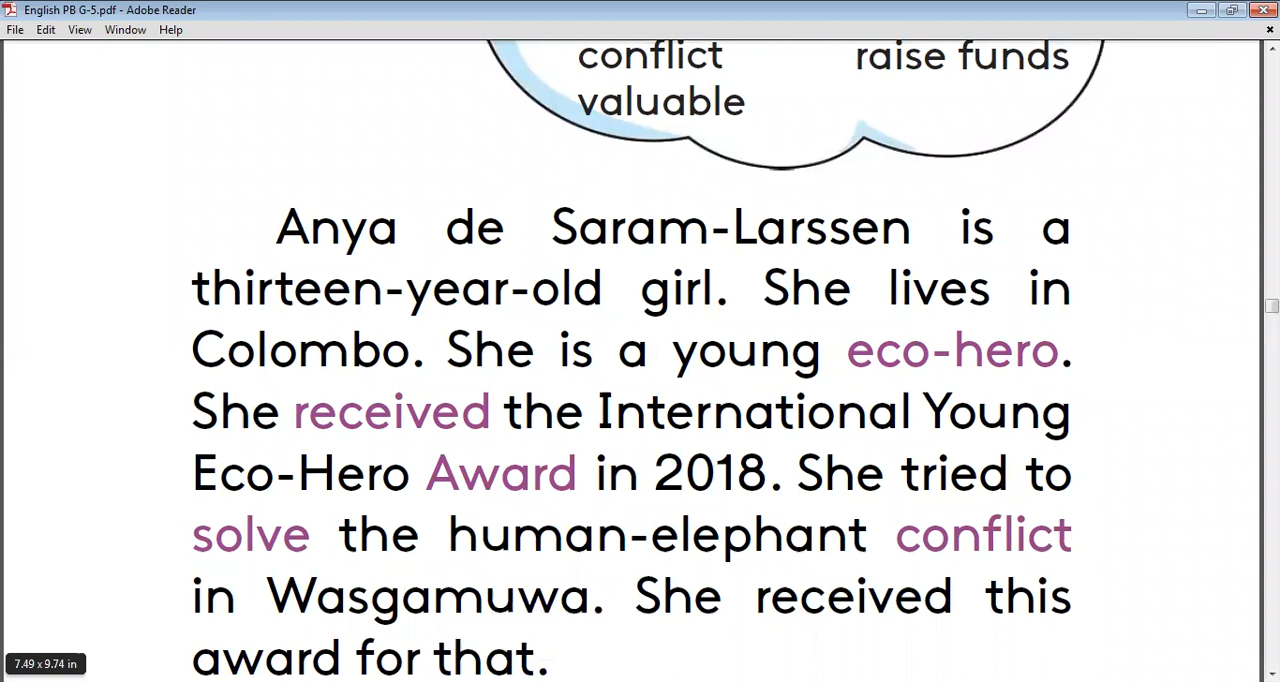 English PB G-5.pdf - Adobe Reader
File Edit View Window Help
conflict raise funds
valuable
Anya de Saram-Larssen is a
thirteen-year-old girl. She lives in
Colombo. She is a young eco-hero.
She received the International Young
Eco-Hero Award in 2018. She tried to
solve the human-elephant conflict
in Wasgamuwa. She received this
award for that.
7.49 x 9.74 in